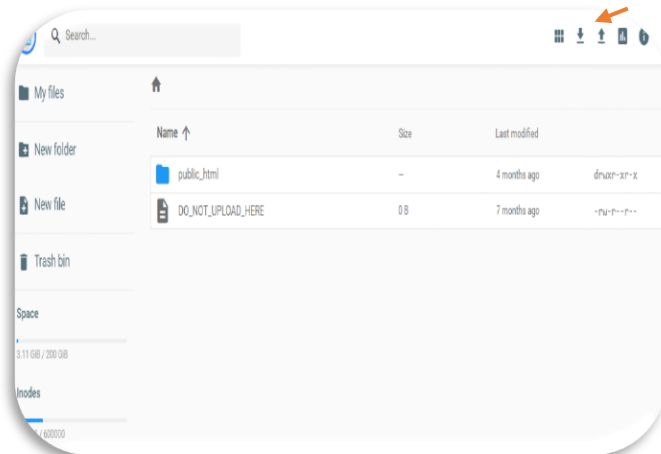 Search...
My files
New folder
New file
Trash bin
Space
3.11 GiB / 200 GiB
Inodes
/ 600000
Name Size Last modified
public_html – 4 months ago drwxr-xr-x
DO_NOT_UPLOAD_HERE 0 B 7 months ago -rw-r--r--